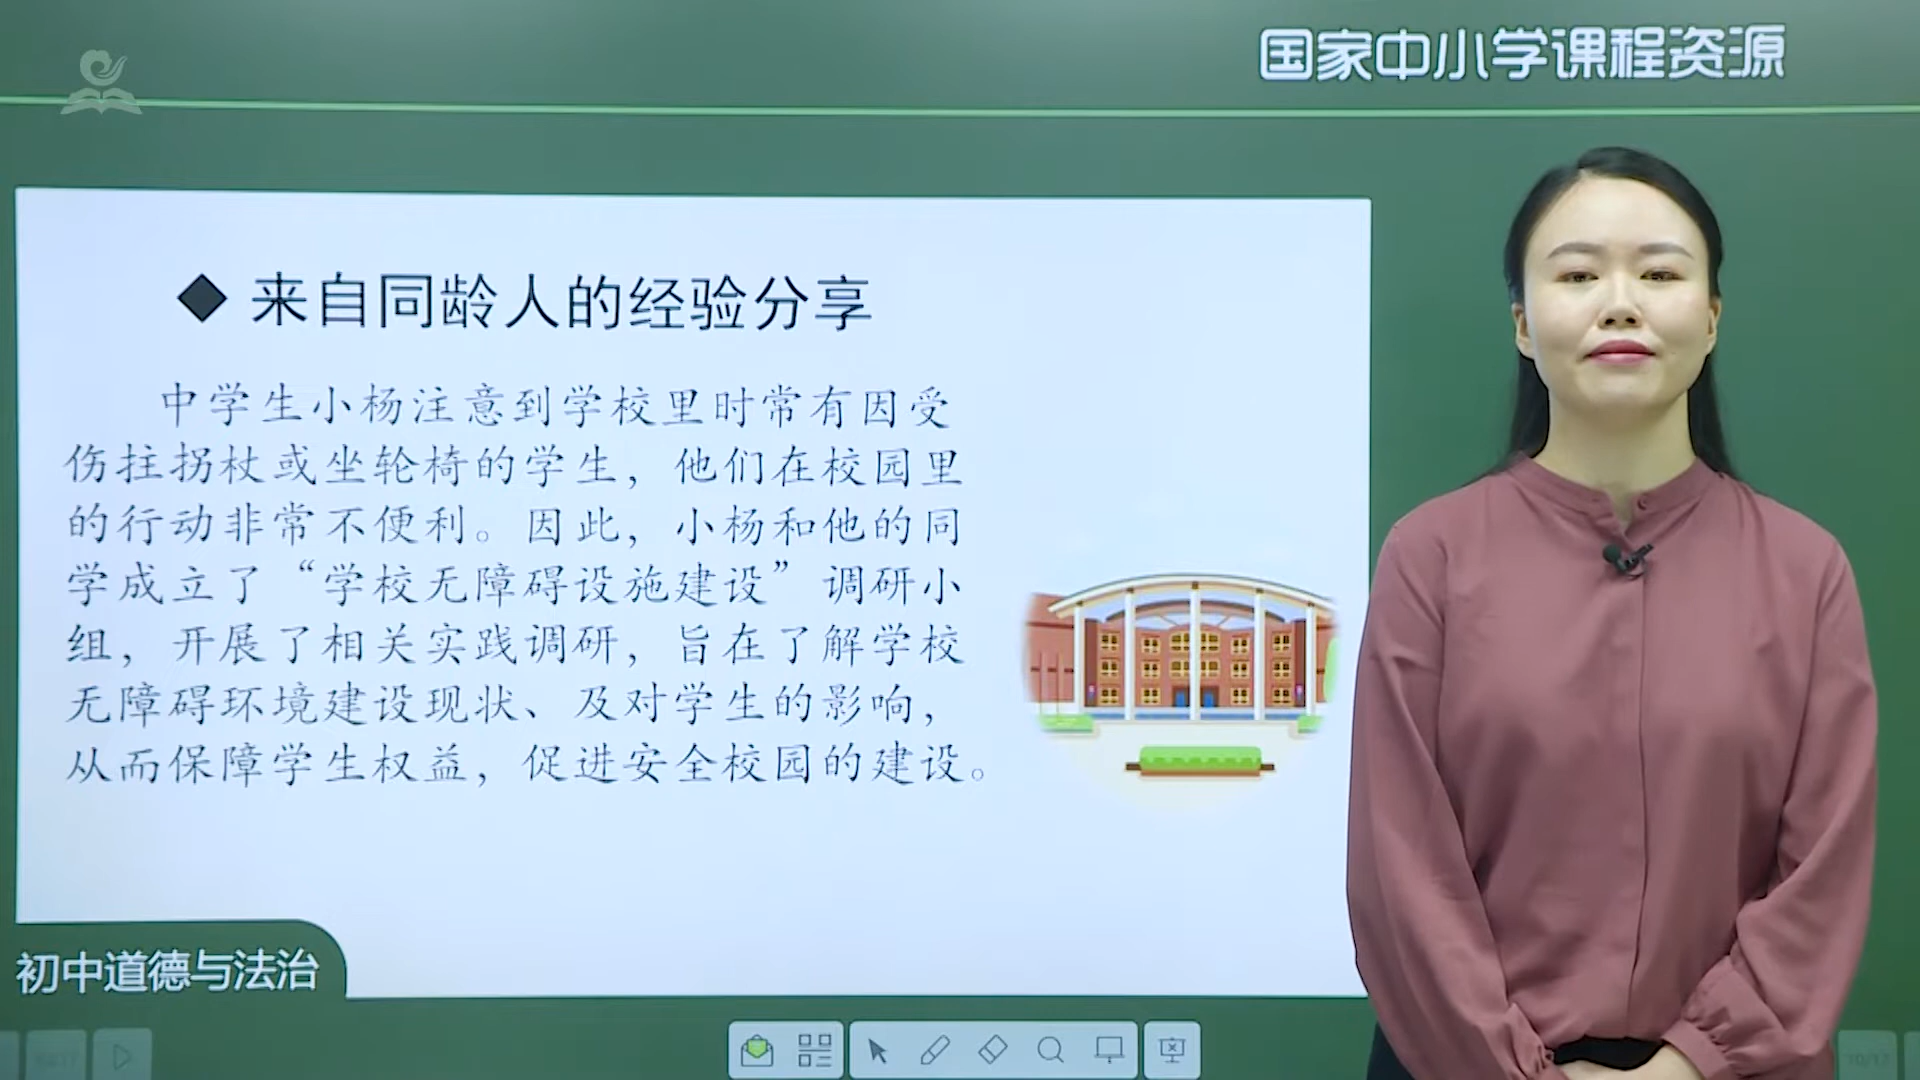 国家中小学课程资源
◆ 来自同龄人的经验分享
中学生小杨注意到学校里时常有因受
伤拄拐杖或坐轮椅的学生，他们在校园里
的行动非常不便利。因此，小杨和他的同
学成立了“学校无障碍设施建设”调研小
组，开展了相关实践调研，旨在了解学校
无障碍环境建设现状、及对学生的影响，
从而保障学生权益，促进安全校园的建设。
初中道德与法治